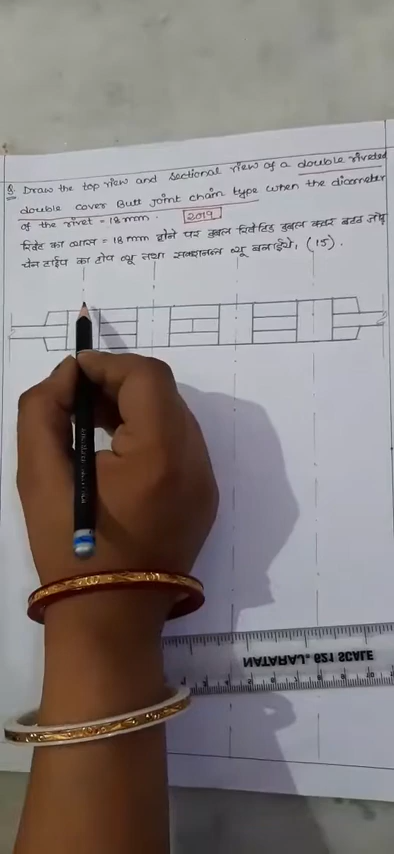 Q. Draw the top view and sectional view of a double riveted
double cover Butt Joint chain type when the diameter
of the rivet = 18 mm. 2019
रिवेट का व्यास = 18 mm होने पर डबल रिवेटिड डबल कवर बटट जोड़
चेन टाईप का टोप व्यू तथा सेक्शनल व्यू बनाईये, (15).
NATARAJ. 621 SCALE